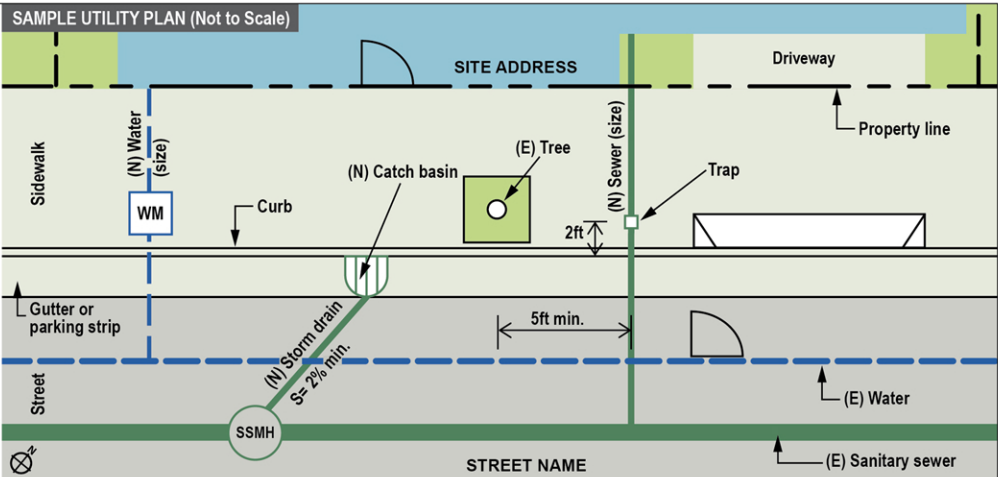 SAMPLE UTILITY PLAN (Not to Scale)
SITE ADDRESS
Driveway
Property line
Sidewalk
(N) Water
(size)
(N) Catch basin
(E) Tree
(N) Sewer (size)
Trap
WM
Curb
2ft
Gutter or
parking strip
5ft min.
(N) Storm drain
S= 2% min.
Street
(E) Water
SSMH
N
STREET NAME
(E) Sanitary sewer